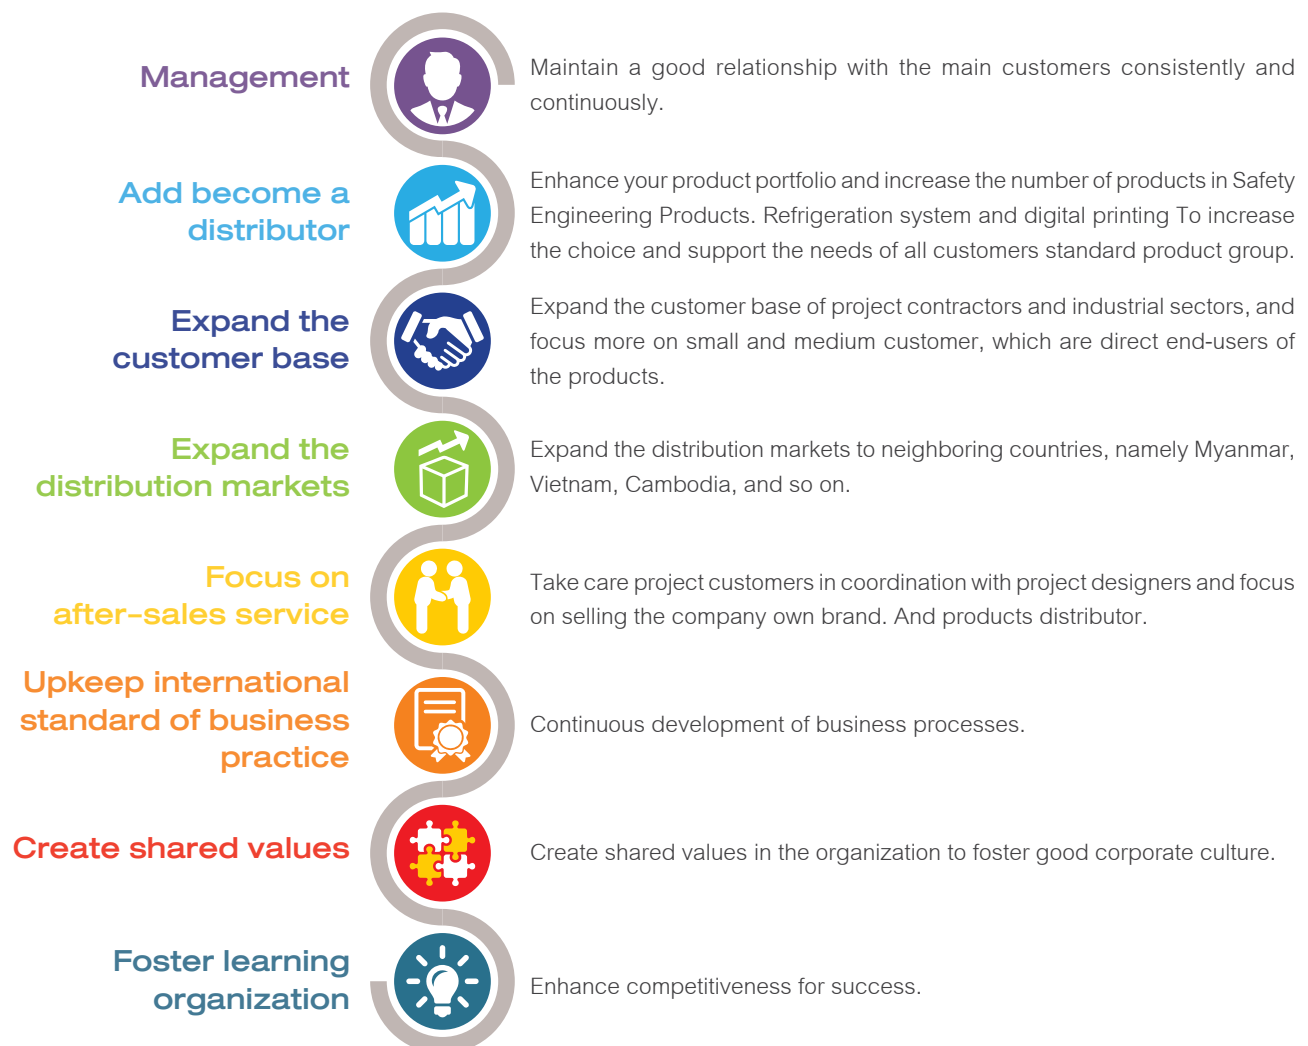 Management
Maintain a good relationship with the main customers consistently and
continuously.
Add become a
distributor
Enhance your product portfolio and increase the number of products in Safety
Engineering Products. Refrigeration system and digital printing To increase
the choice and support the needs of all customers standard product group.
Expand the
customer base
Expand the customer base of project contractors and industrial sectors, and
focus more on small and medium customer, which are direct end-users of
the products.
Expand the
distribution markets
Expand the distribution markets to neighboring countries, namely Myanmar,
Vietnam, Cambodia, and so on.
Focus on
after-sales service
Take care project customers in coordination with project designers and focus
on selling the company own brand. And products distributor.
Upkeep international
standard of business
practice
Continuous development of business processes.
Create shared values
Create shared values in the organization to foster good corporate culture.
Foster learning
organization
Enhance competitiveness for success.